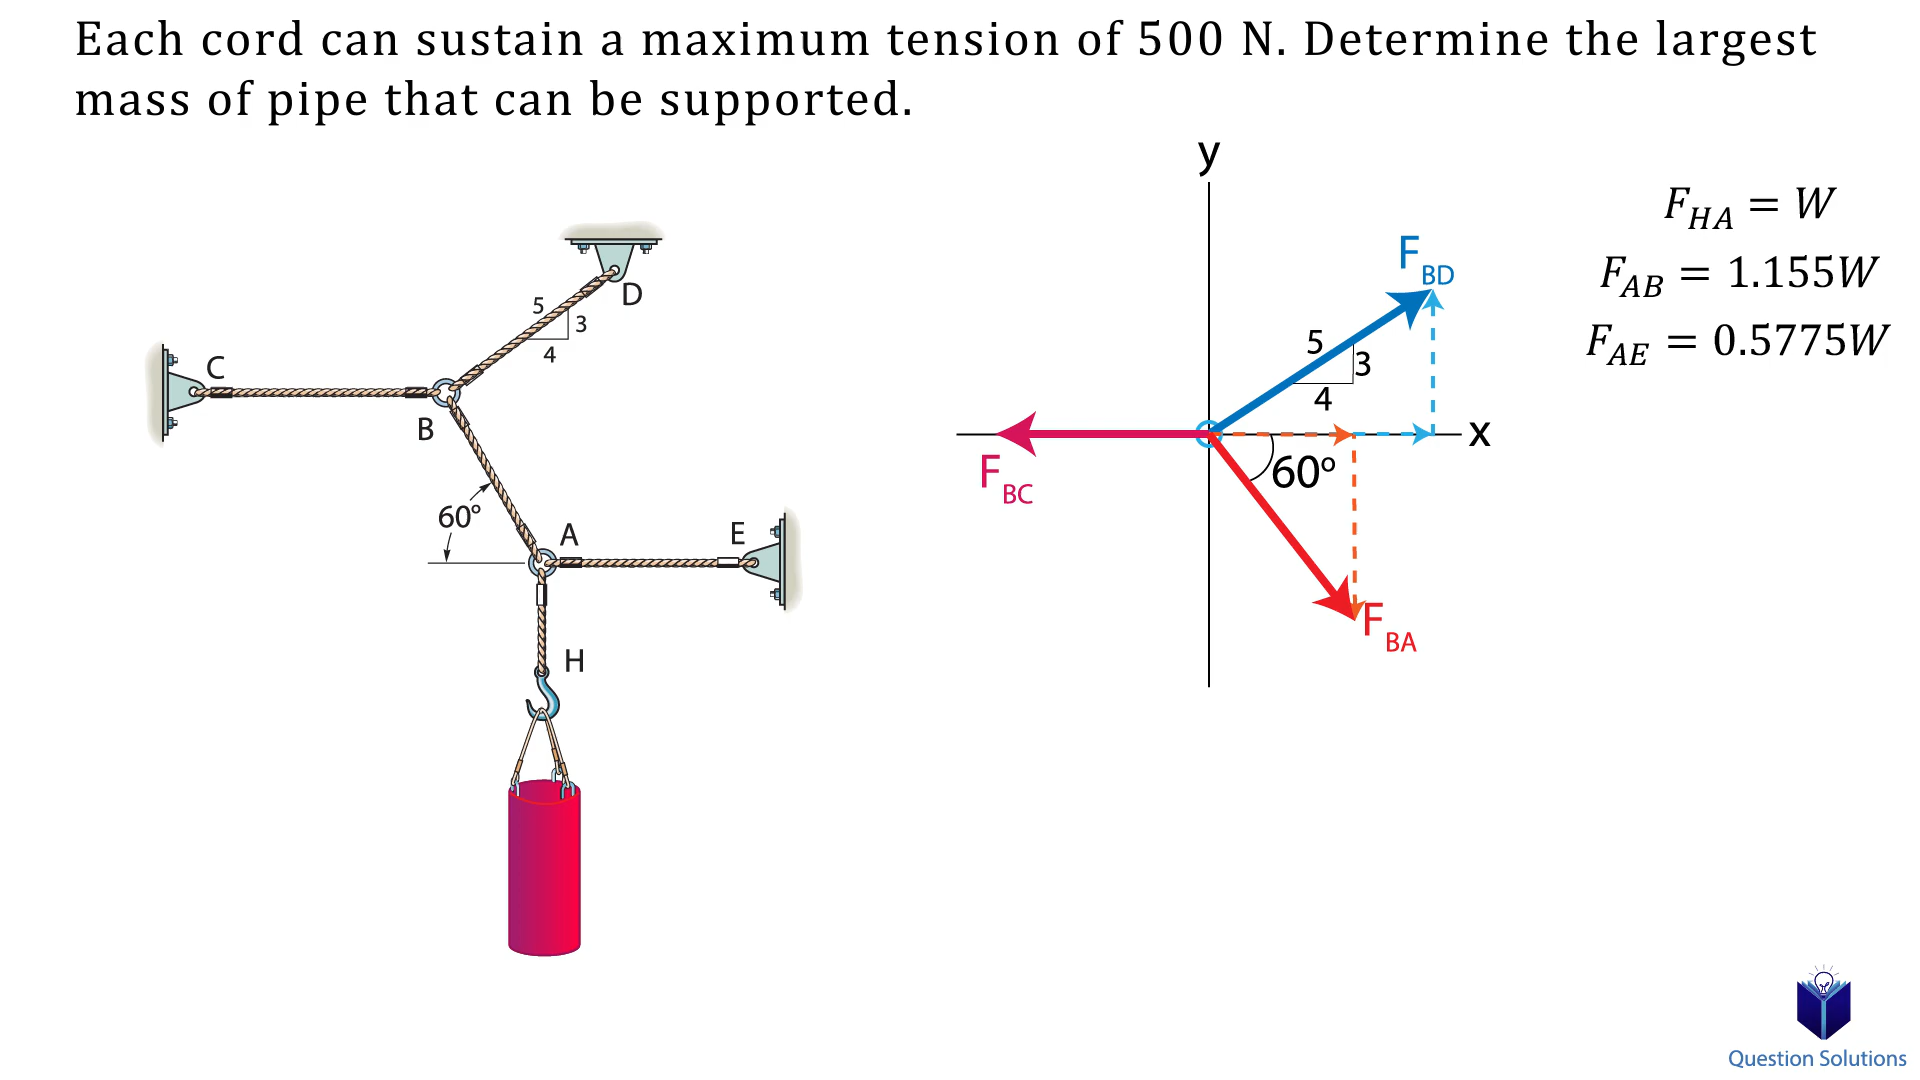 Each cord can sustain a maximum tension of 500 N. Determine the largest
mass of pipe that can be supported.
D
5
3
4
C
B
60°
A
E
H
y
F_BD
5
3
4
x
60º
F_BC
F_BA
F_HA = W
F_AB = 1.155W
F_AE = 0.5775W
Question Solutions